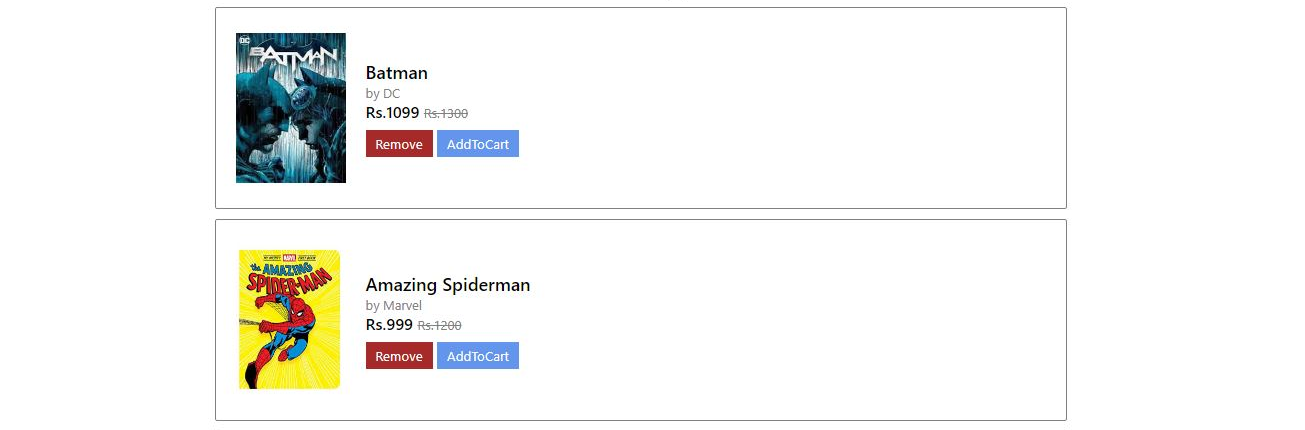 DC
BATMAN
Batman
by DC
Rs.1099 Rs.1300
Remove AddToCart
MARVEL
the AMAZING
SPIDER-MAN
Amazing Spiderman
by Marvel
Rs.999 Rs.1200
Remove AddToCart